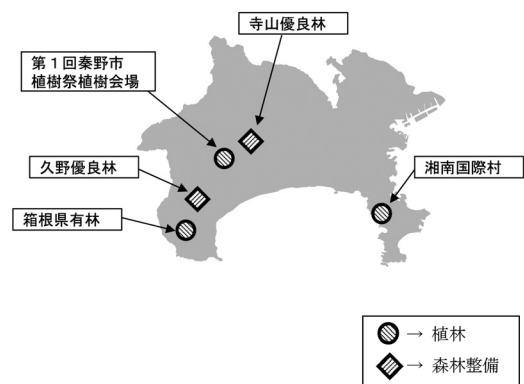 寺山優良林
第１回秦野市
植樹祭植樹会場
久野優良林
湘南国際村
箱根県有林
→ 植林
→ 森林整備